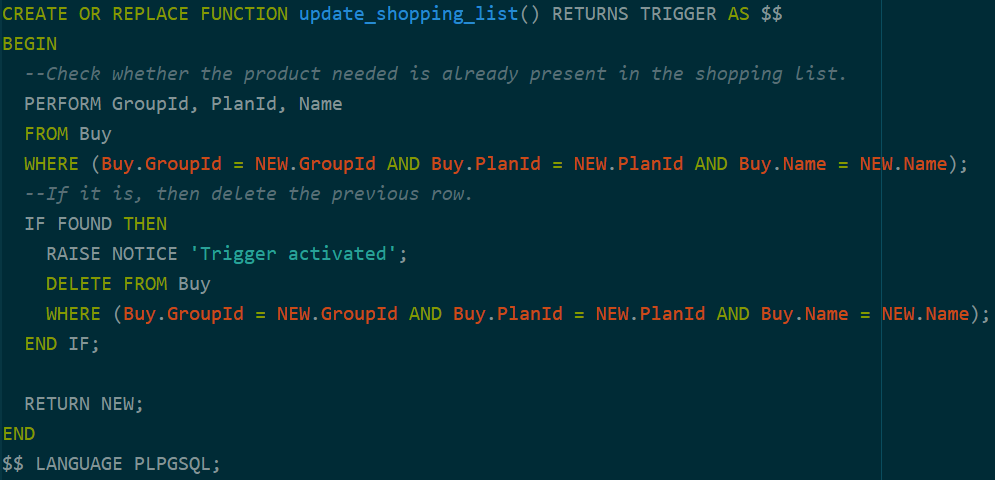 CREATE OR REPLACE FUNCTION update_shopping_list() RETURNS TRIGGER AS $$
BEGIN
  --Check whether the product needed is already present in the shopping list.
  PERFORM GroupId, PlanId, Name
  FROM Buy
  WHERE (Buy.GroupId = NEW.GroupId AND Buy.PlanId = NEW.PlanId AND Buy.Name = NEW.Name);
  --If it is, then delete the previous row.
  IF FOUND THEN
    RAISE NOTICE 'Trigger activated';
    DELETE FROM Buy
    WHERE (Buy.GroupId = NEW.GroupId AND Buy.PlanId = NEW.PlanId AND Buy.Name = NEW.Name);
  END IF;

  RETURN NEW;
END
$$ LANGUAGE PLPGSQL;